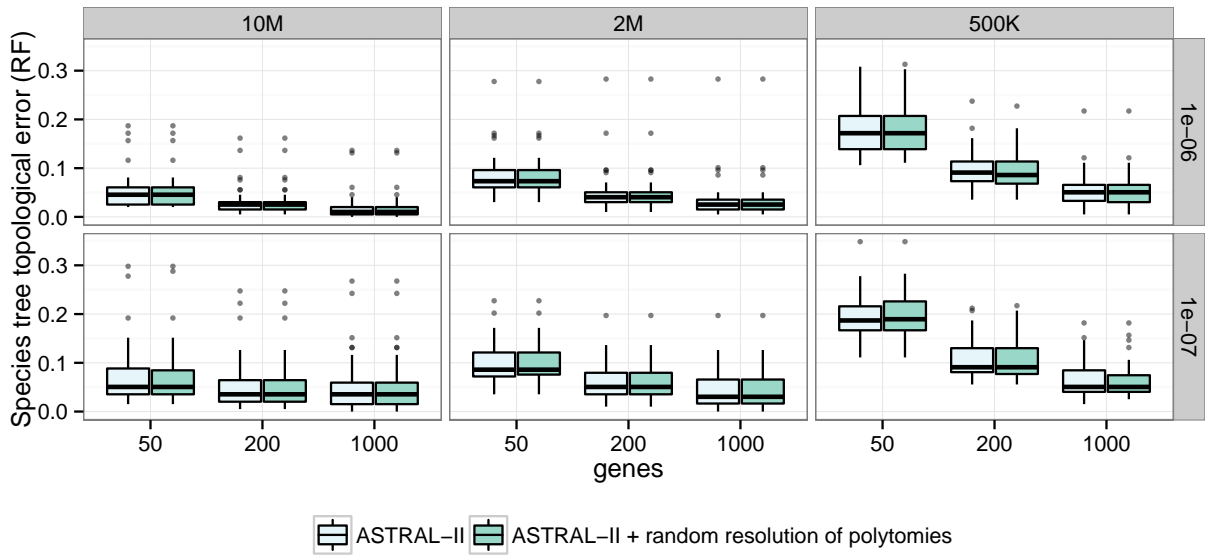 10M 2M 500K
Species tree topological error (RF)
0.3
0.2
0.1
0.0
1e−06
0.3
0.2
0.1
0.0
1e−07
50 200 1000 50 200 1000 50 200 1000
genes
ASTRAL−II ASTRAL−II + random resolution of polytomies